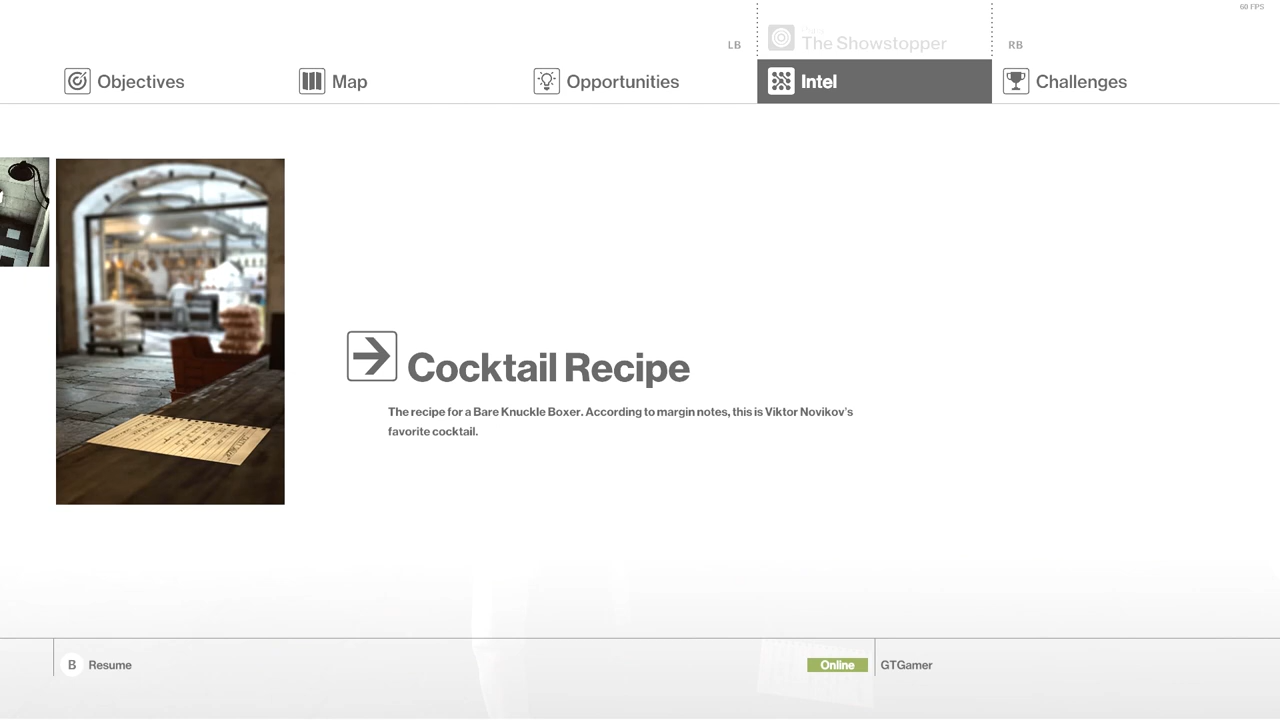 60 FPS
LB
The Showstopper
RB
Objectives
Map
Opportunities
Intel
Challenges
Cocktail Recipe
The recipe for a Bare Knuckle Boxer. According to margin notes, this is Viktor Novikov's
favorite cocktail.
B Resume
Online
GTGamer